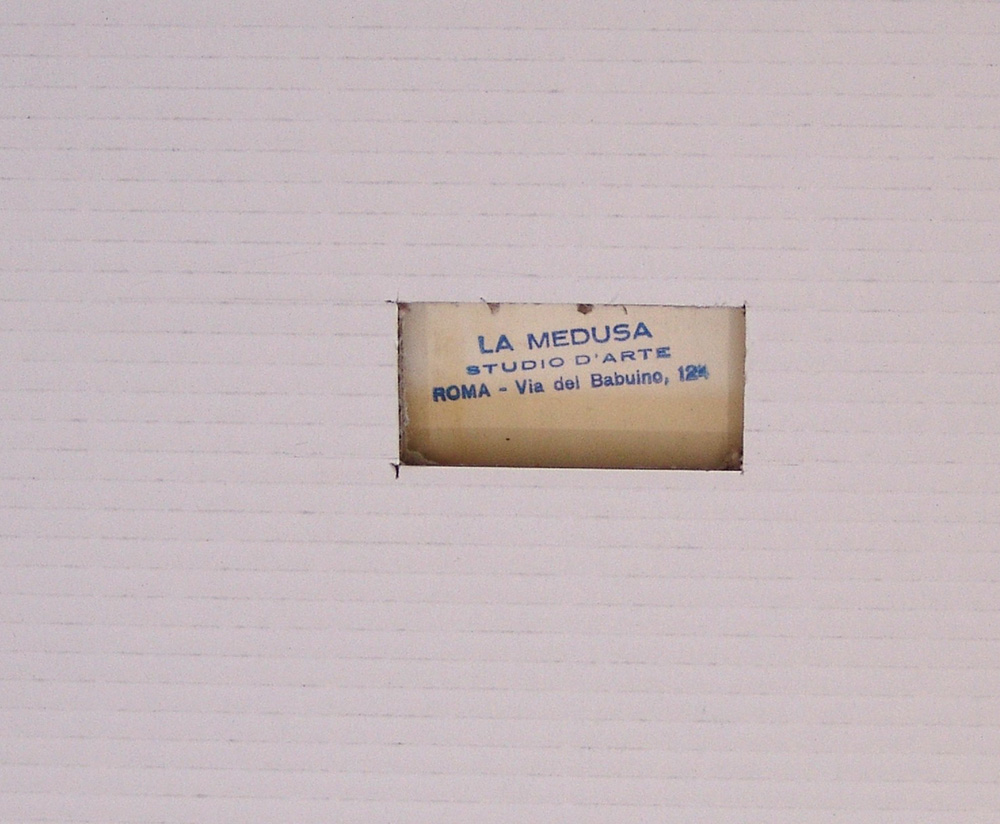 LA MEDUSA
STUDIO D'ARTE
ROMA - Via del Babuino, 124